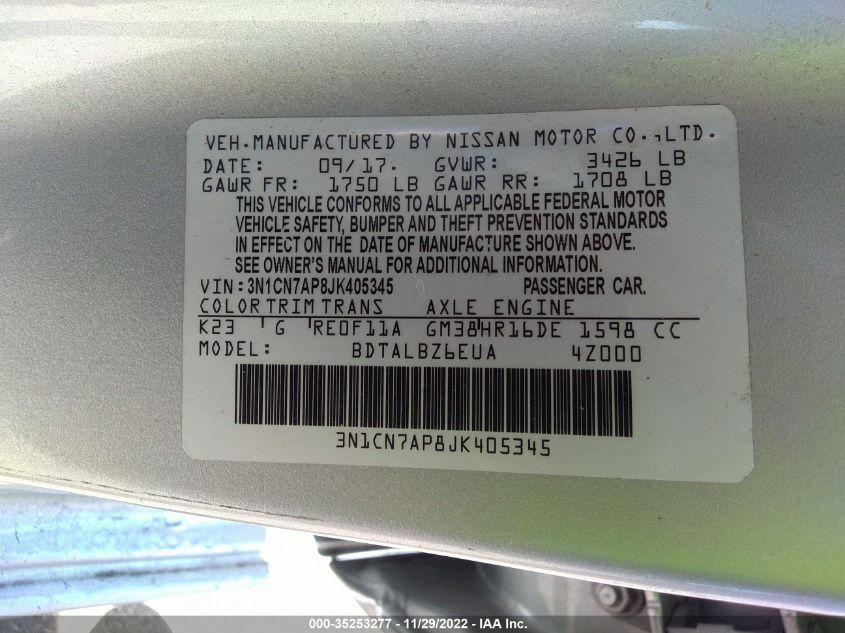 VEH.MANUFACTURED BY NISSAN MOTOR CO.,LTD.
DATE: 09/17. GVWR: 3426 LB
GAWR FR: 1750 LB GAWR RR: 1708 LB
THIS VEHICLE CONFORMS TO ALL APPLICABLE FEDERAL MOTOR
VEHICLE SAFETY, BUMPER AND THEFT PREVENTION STANDARDS
IN EFFECT ON THE DATE OF MANUFACTURE SHOWN ABOVE.
SEE OWNER'S MANUAL FOR ADDITIONAL INFORMATION.
VIN:3N1CN7AP8JK405345 PASSENGER CAR.
COLOR TRIM TRANS AXLE ENGINE
K23 G RE0F11A GM38 HR16DE 1598 CC
MODEL: BDTALBZ6EUA 4Z000
3N1CN7AP8JK405345
000-35253277 - 11/29/2022 - IAA Inc.